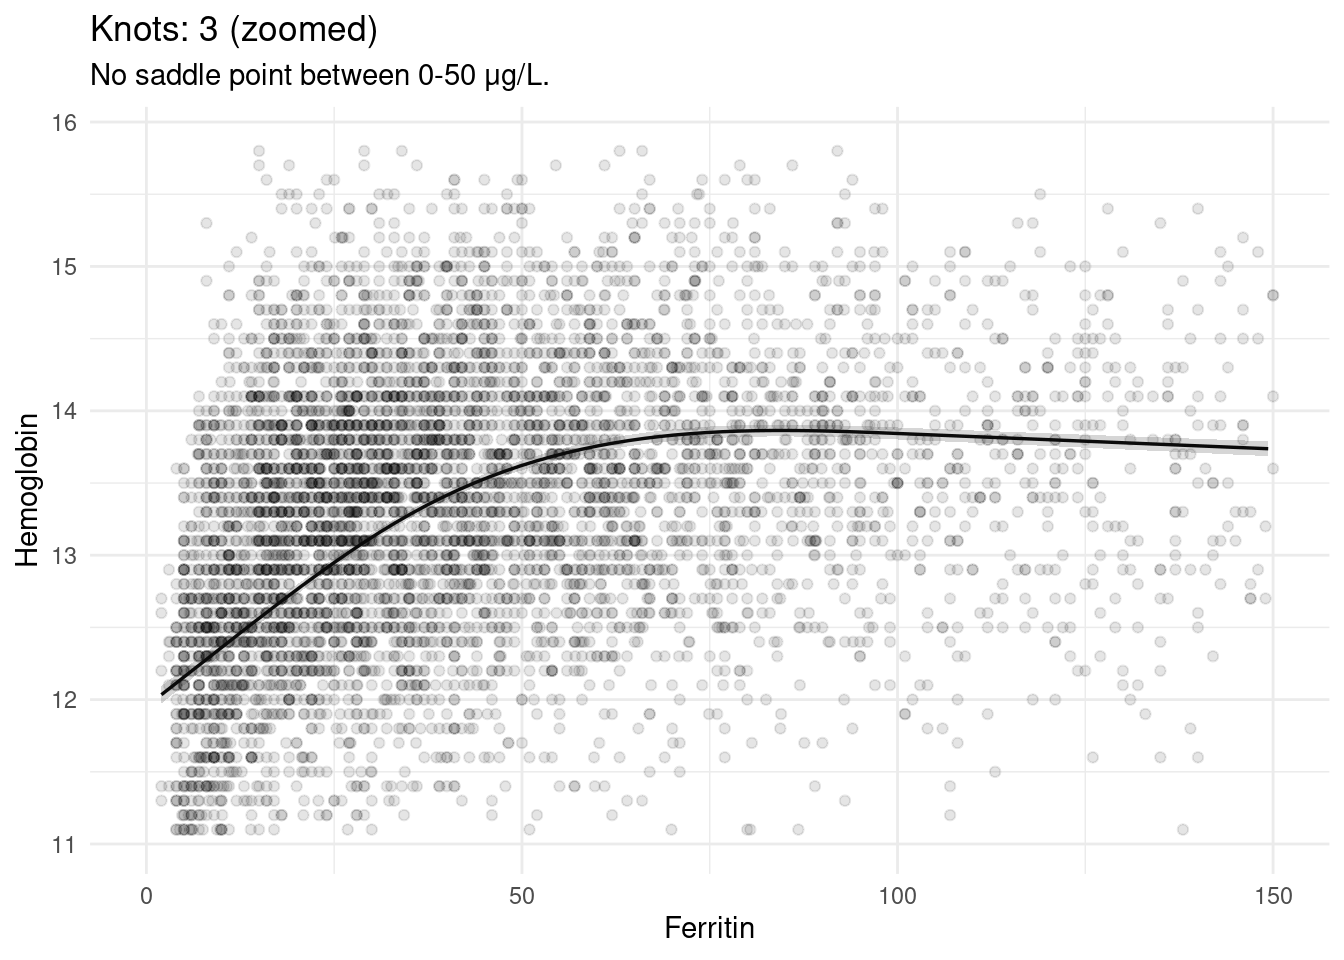 Knots: 3 (zoomed)
No saddle point between 0-50 µg/L.
16
15
14
13
12
11
Hemoglobin
0 50 100 150
Ferritin